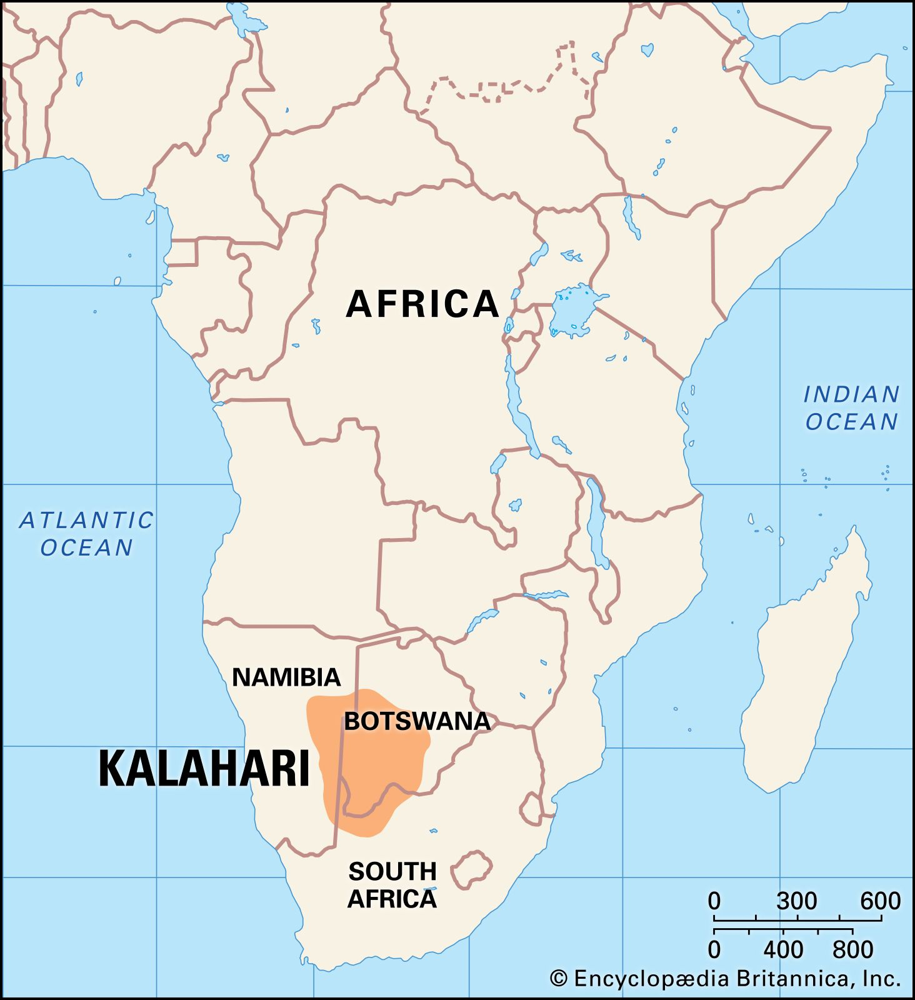 AFRICA
INDIAN
OCEAN
ATLANTIC
OCEAN
NAMIBIA
BOTSWANA
KALAHARI
SOUTH
AFRICA
0 300 600
0 400 800
© Encyclopædia Britannica, Inc.